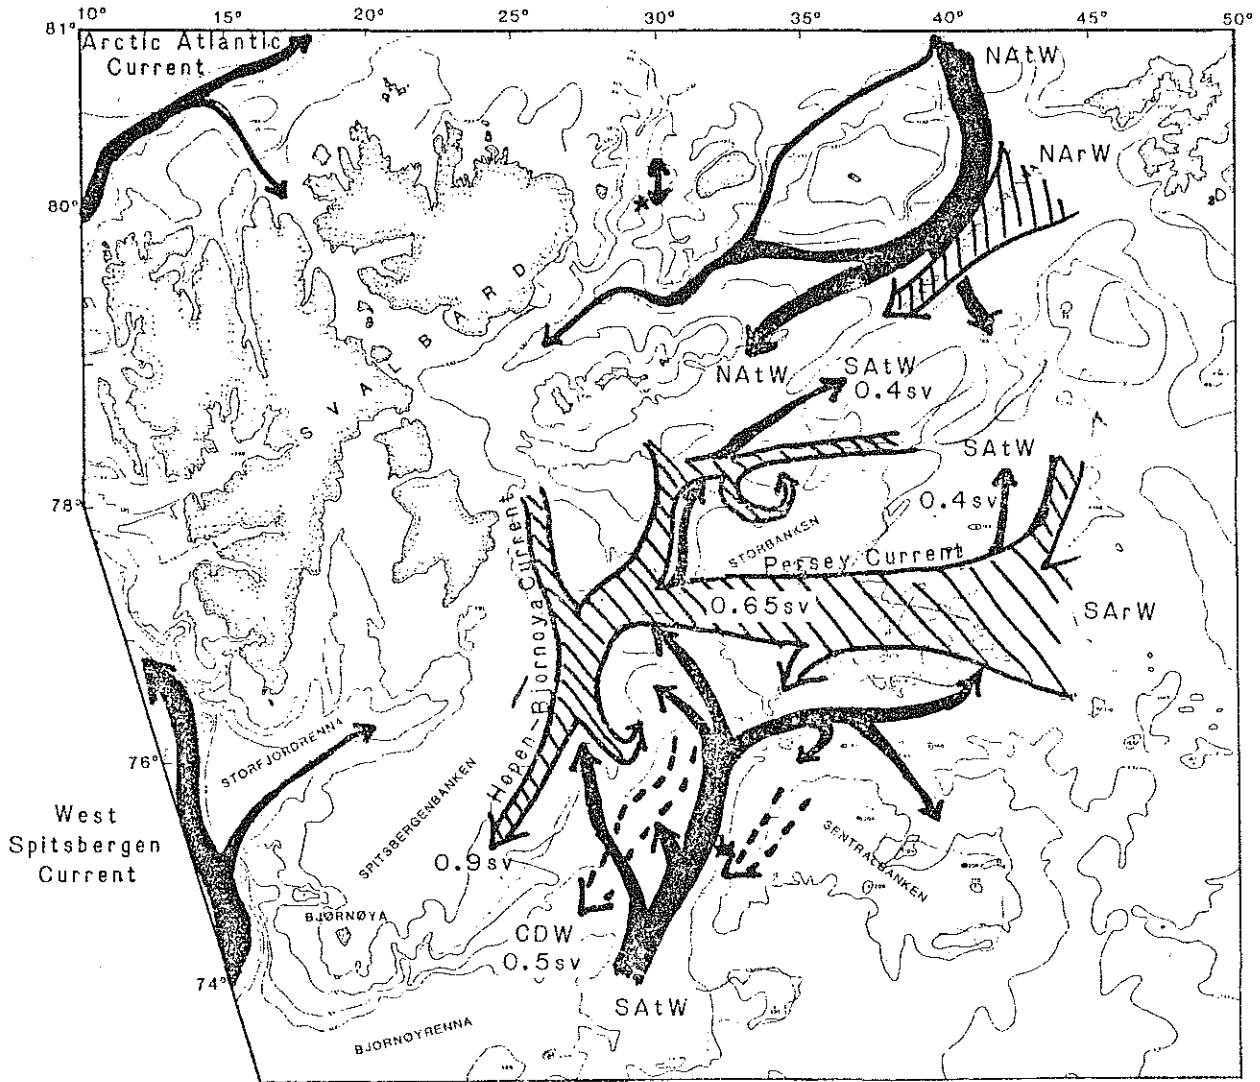 10° 15° 20° 25° 30° 35° 40° 45° 50°
81°
Arctic Atlantic
Current
NAtW
NArW
80°
SVALBARD
NAtW
SAtW
0.4sv
SAtW
78°
0.4sv
STORBANKEN
Persey Current
Hopen-Bjørnøya Current
0.65sv
SArW
STORFJORDRENNA
76°
West
Spitsbergen
Current
SPITSBERGENBANKEN
SENTRALBANKEN
0.9sv
BJØRNØYA
CDW
0.5sv
74°
SAtW
BJØRNØYRENNA